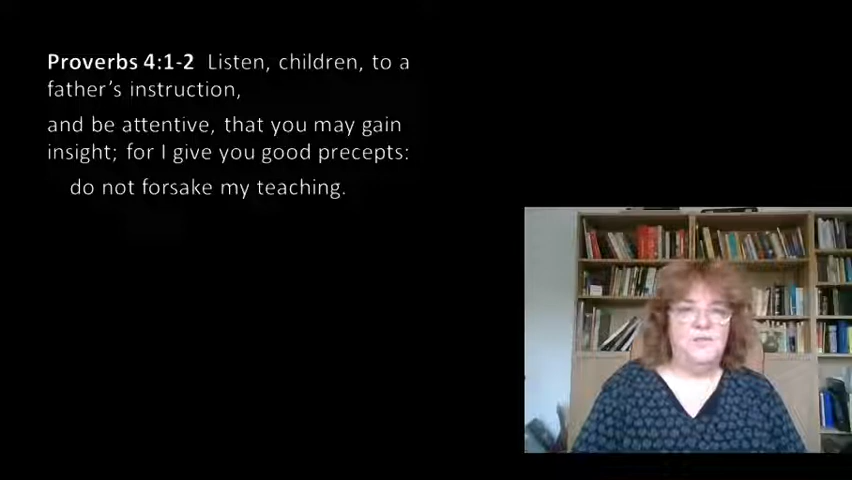 Proverbs 4:1-2 Listen, children, to a
father's instruction,
and be attentive, that you may gain
insight; for I give you good precepts:
do not forsake my teaching.